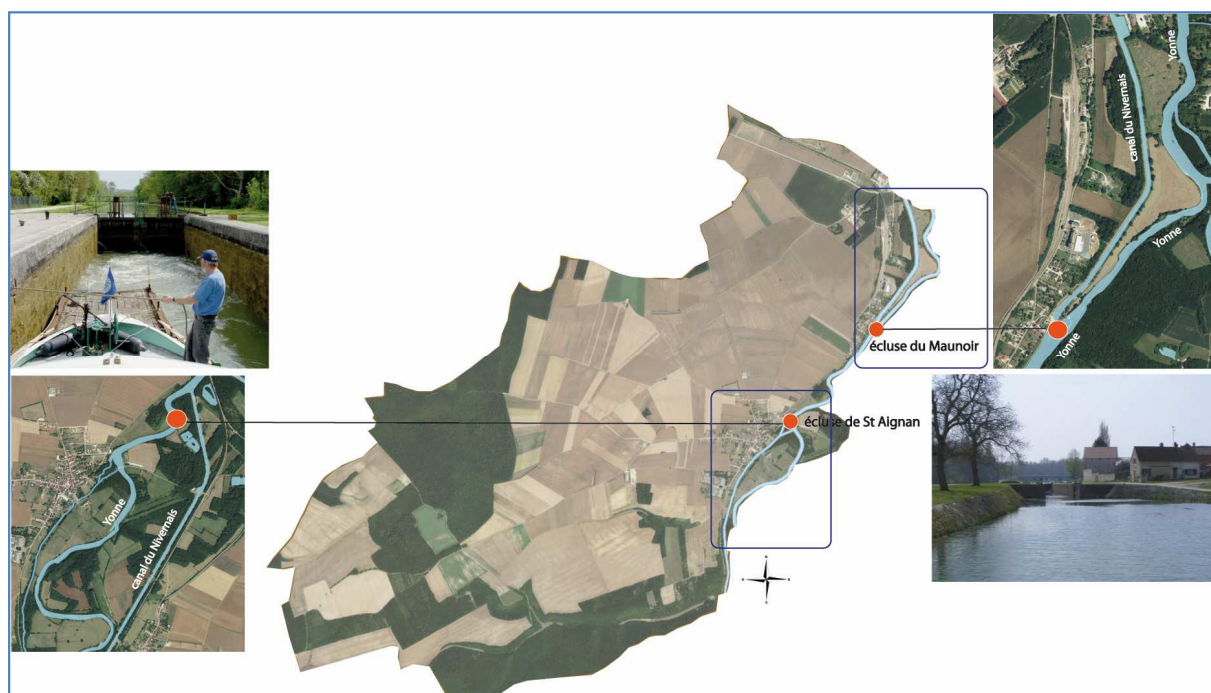 Yonne
canal du Nivernais
Yonne
Yonne
écluse du Maunoir
écluse de St Aignan
Yonne
canal du Nivernais